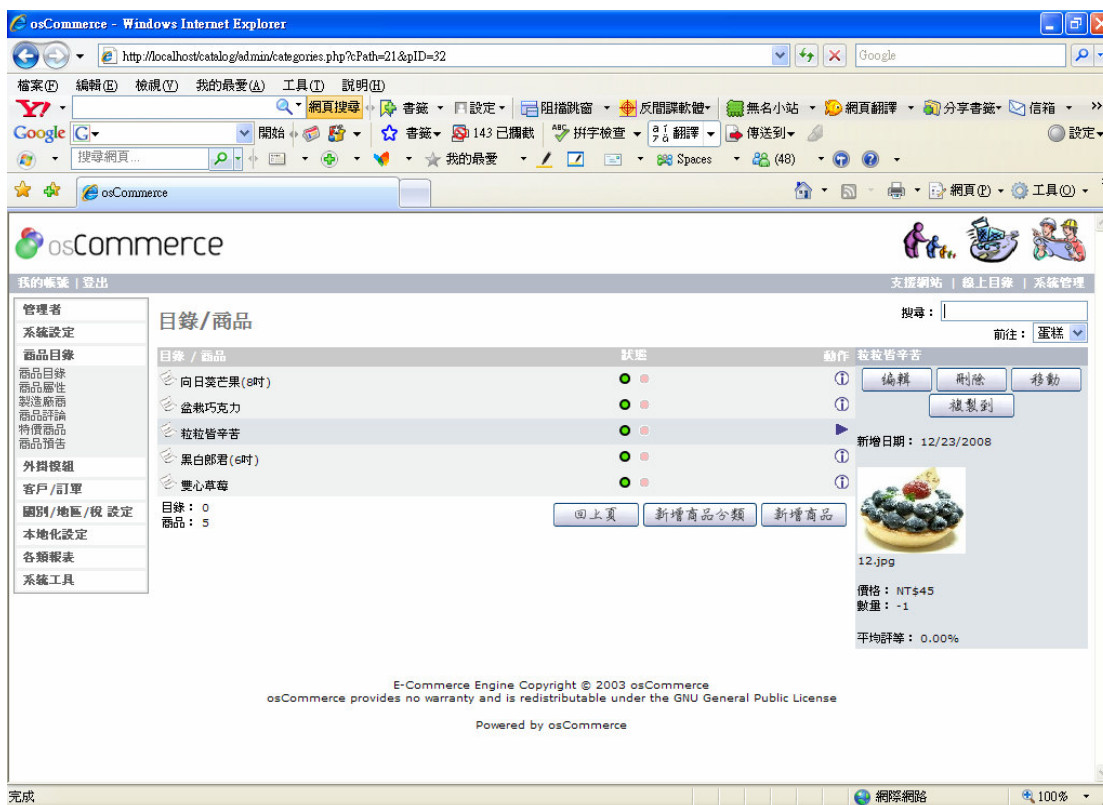 osCommerce - Windows Internet Explorer
http://localhost/catalog/admin/categories.php?cPath=21&pID=32
Google
檔案(F) 編輯(E) 檢視(V) 我的最愛(A) 工具(T) 說明(H)
Y! 網頁搜尋 書籤 設定 阻擋跳窗 反間諜軟體 無名小站 網頁翻譯 分享書籤 信箱
Google G 開始 書籤 143 已攔截 ABC 拼字檢查 翻譯 傳送到 設定
搜尋網頁... 我的最愛 Spaces (48)
osCommerce 網頁(P) 工具(O)
osCommerce
我的帳號 | 登出 支援網站 | 線上目錄 | 系統管理
管理者
系統設定
商品目錄
商品目錄
商品屬性
製造廠商
商品評論
特價商品
商品預告
外掛模組
客戶/訂單
國別/地區/稅 設定
本地化設定
各類報表
系統工具
目錄/商品
搜尋：
前往： 蛋糕
目錄 / 商品 狀態 動作
向日葵芒果(8吋)
盆栽巧克力
粒粒皆辛苦
黑白郎君(6吋)
雙心草莓
目錄： 0
商品： 5
回上頁 新增商品分類 新增商品
粒粒皆辛苦
編輯 刪除 移動
複製到
新增日期： 12/23/2008
12.jpg
價格： NT$45
數量： -1
平均評等： 0.00%
E-Commerce Engine Copyright © 2003 osCommerce
osCommerce provides no warranty and is redistributable under the GNU General Public License
Powered by osCommerce
完成 網際網路 100%